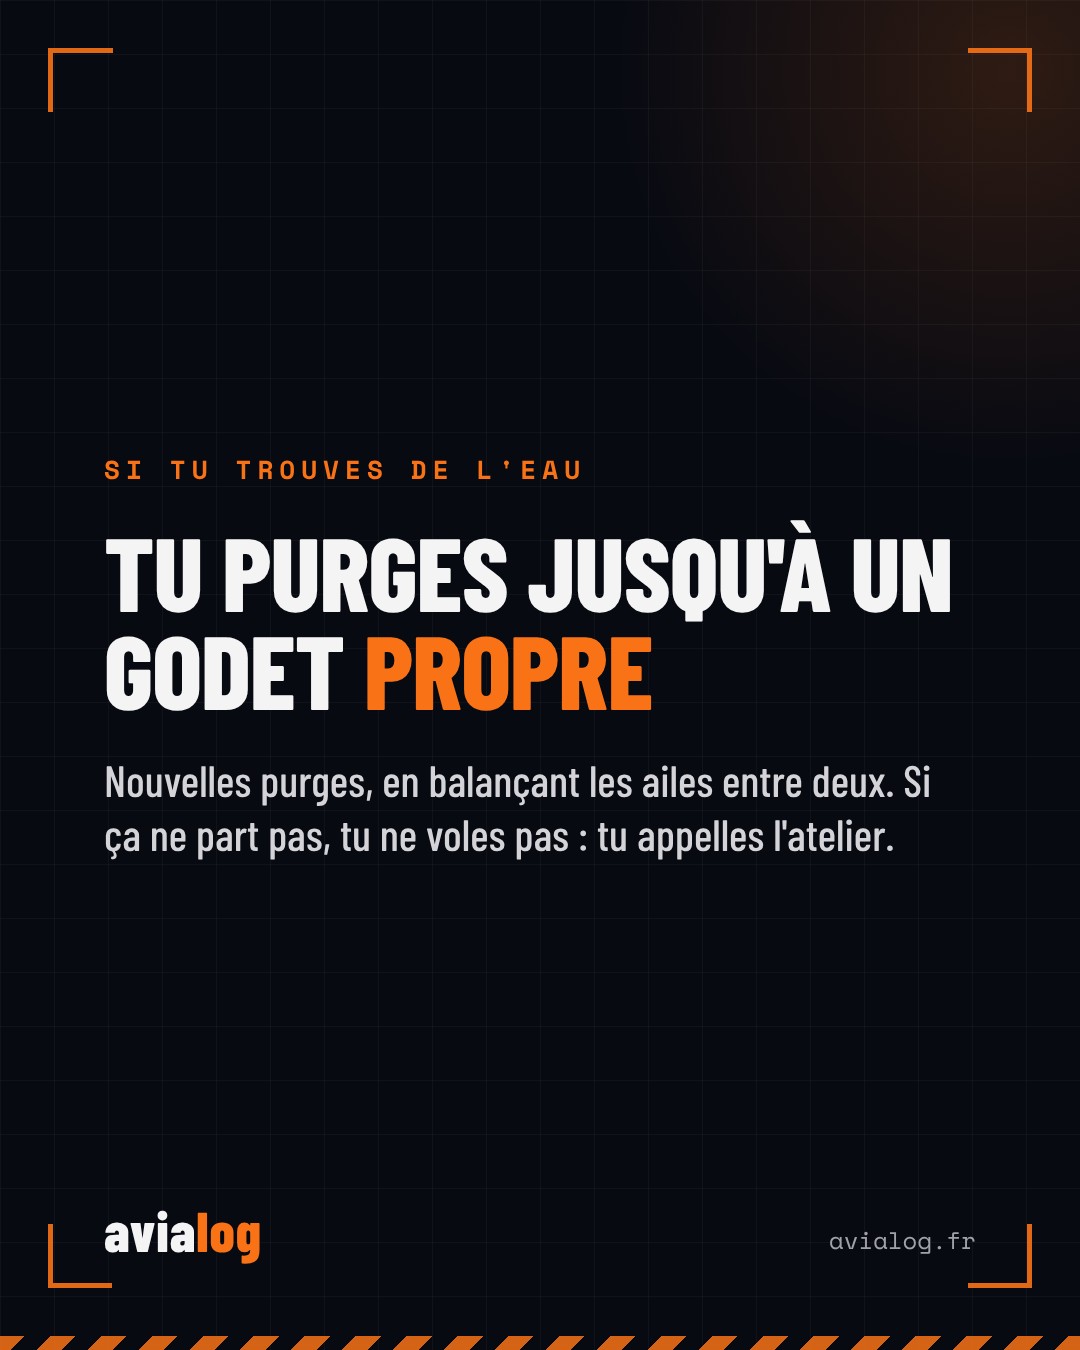 SI TU TROUVES DE L'EAU
TU PURGES JUSQU'À UN
GODET PROPRE
Nouvelles purges, en balançant les ailes entre deux. Si
ça ne part pas, tu ne voles pas : tu appelles l'atelier.
avialog
avialog.fr